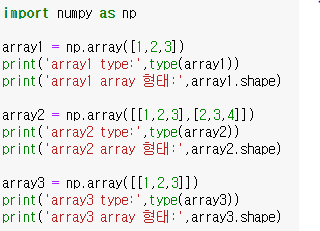 import numpy as np
array1 = np.array([1,2,3])
print('array1 type:',type(array1))
print('array1 array 형태:',array1.shape)
array2 = np.array([[1,2,3],[2,3,4]])
print('array2 type:',type(array2))
print('array2 array 형태:',array2.shape)
array3 = np.array([[1,2,3]])
print('array3 type:',type(array3))
print('array3 array 형태:',array3.shape)